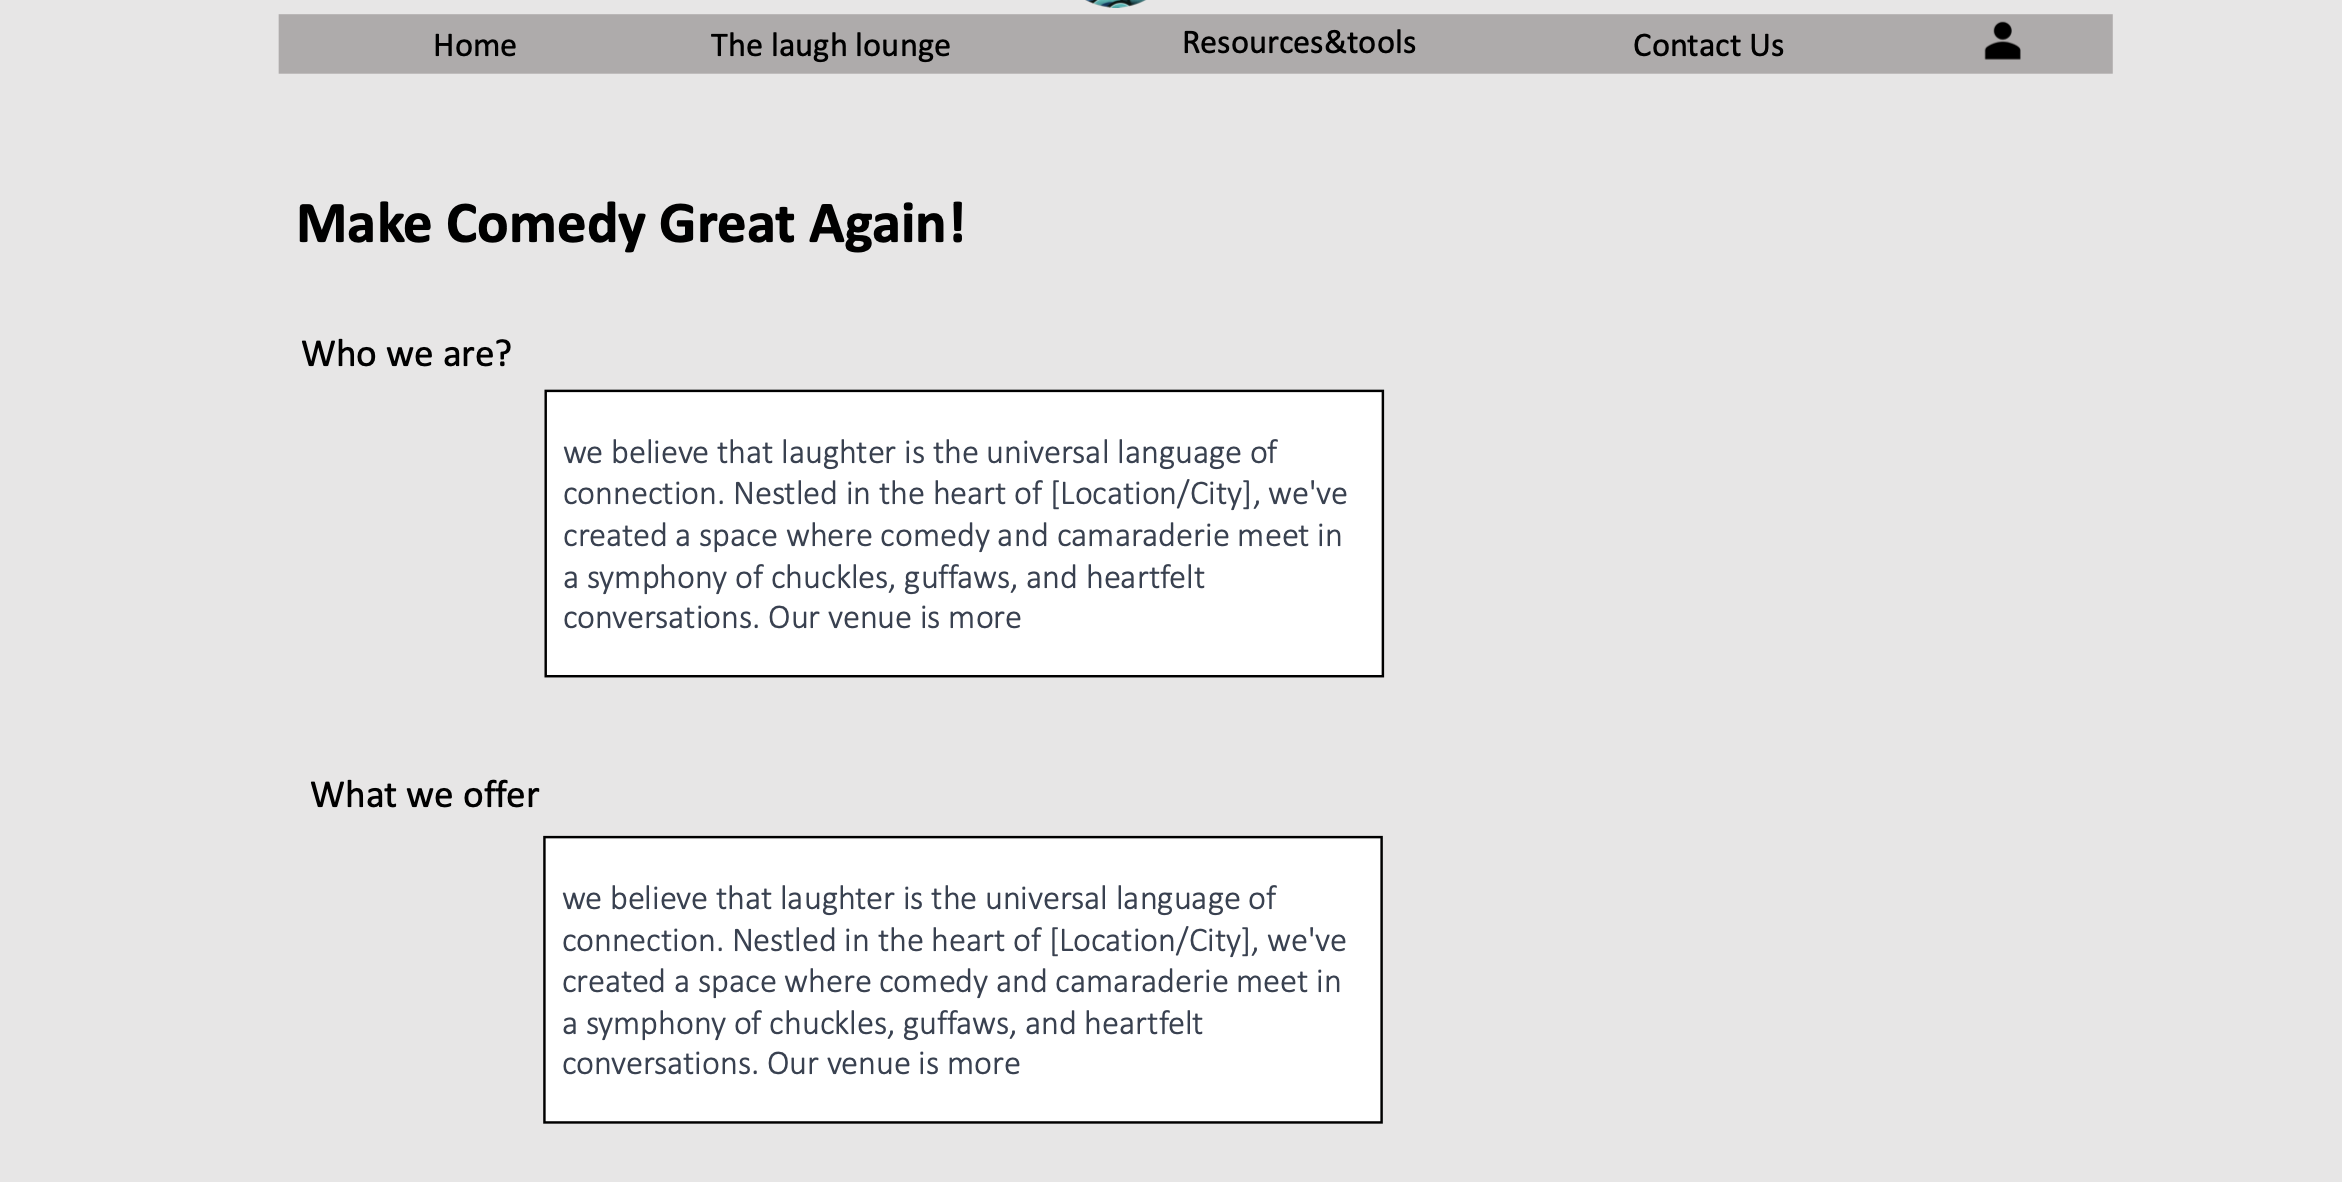 Home The laugh lounge Resources&tools Contact Us
Make Comedy Great Again!
Who we are?
we believe that laughter is the universal language of
connection. Nestled in the heart of [Location/City], we've
created a space where comedy and camaraderie meet in
a symphony of chuckles, guffaws, and heartfelt
conversations. Our venue is more
What we offer
we believe that laughter is the universal language of
connection. Nestled in the heart of [Location/City], we've
created a space where comedy and camaraderie meet in
a symphony of chuckles, guffaws, and heartfelt
conversations. Our venue is more